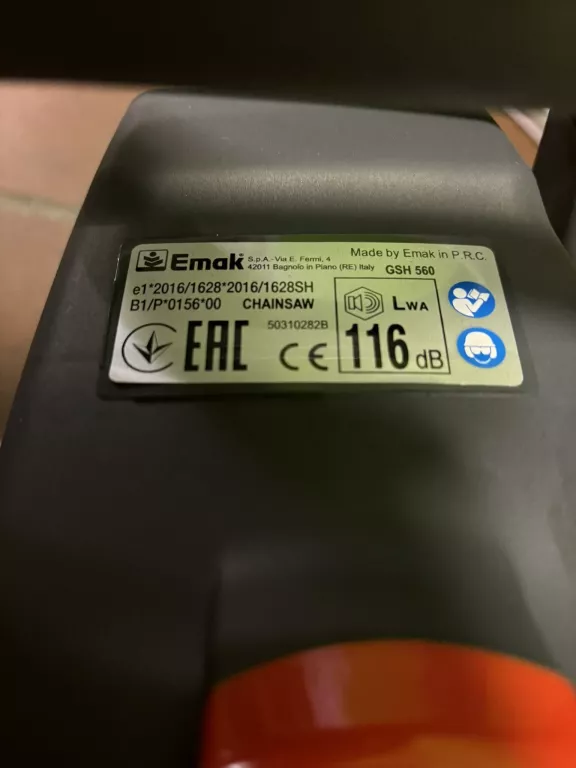 Emak S.p.A.-Via E. Fermi, 4
42011 Bagnolo in Piano (RE) Italy
Made by Emak in P.R.C.
GSH 560
e1*2016/1628*2016/1628SH
B1/P*0156*00 CHAINSAW
50310282B
EAC CE
LWA
116 dB